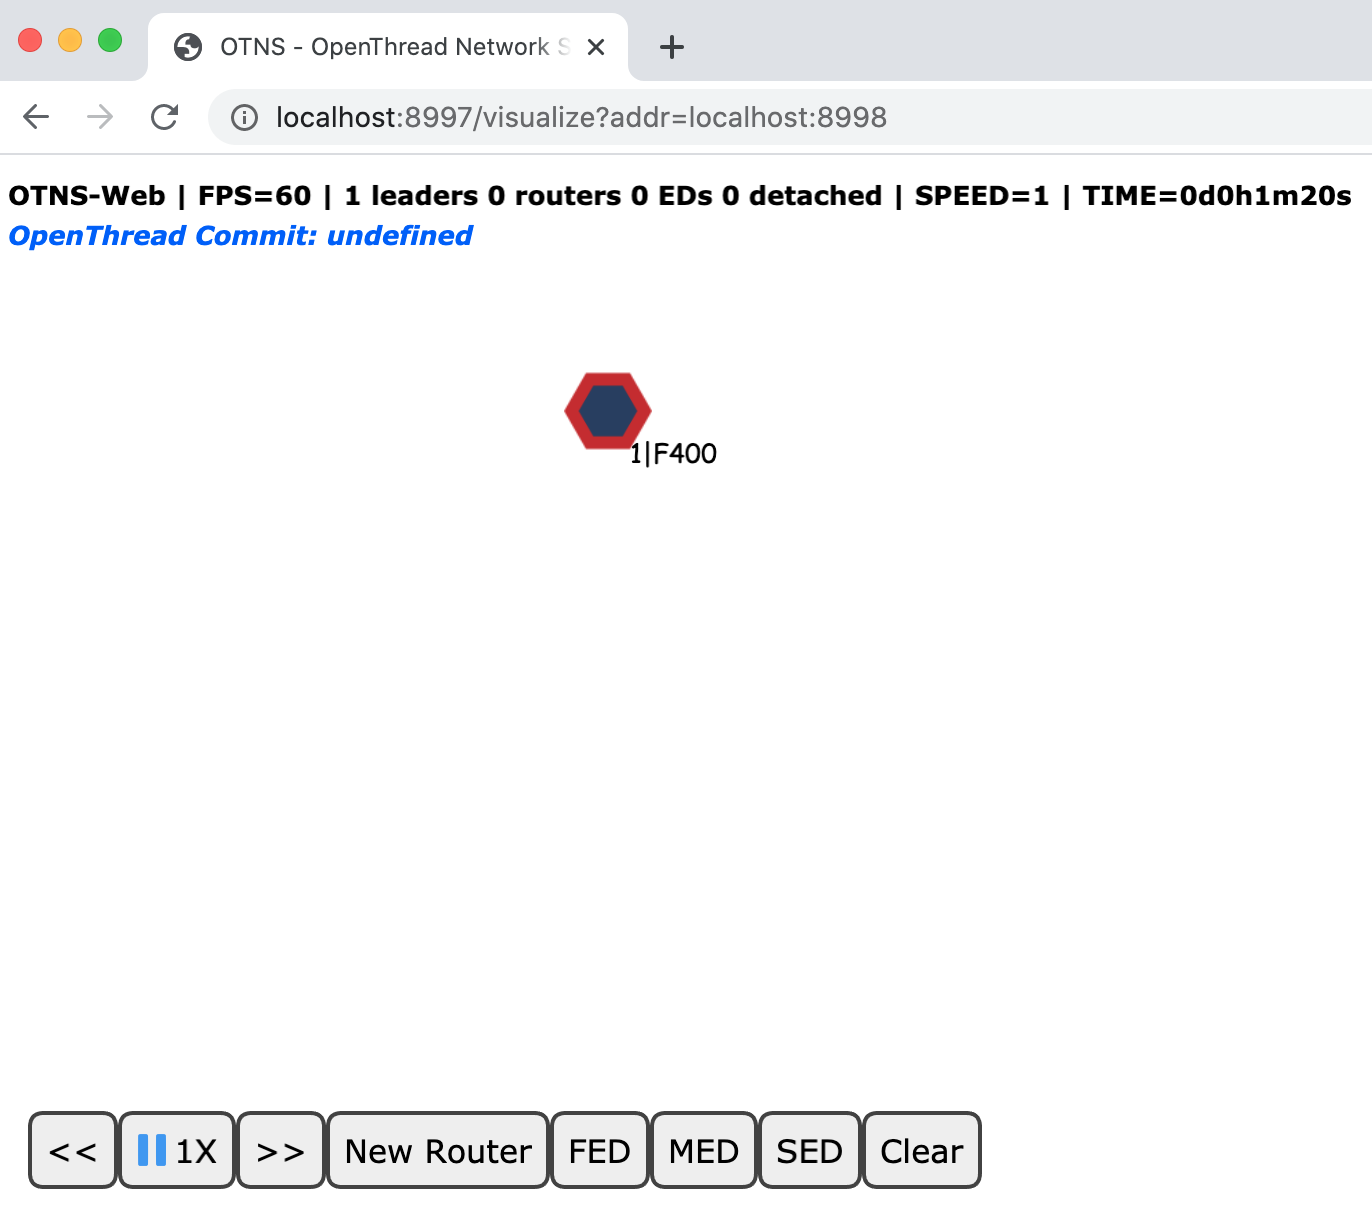 OTNS - OpenThread Network S
localhost:8997/visualize?addr=localhost:8998
OTNS-Web | FPS=60 | 1 leaders 0 routers 0 EDs 0 detached | SPEED=1 | TIME=0d0h1m20s
OpenThread Commit: undefined
1|F400
<< 1X >> New Router FED MED SED Clear